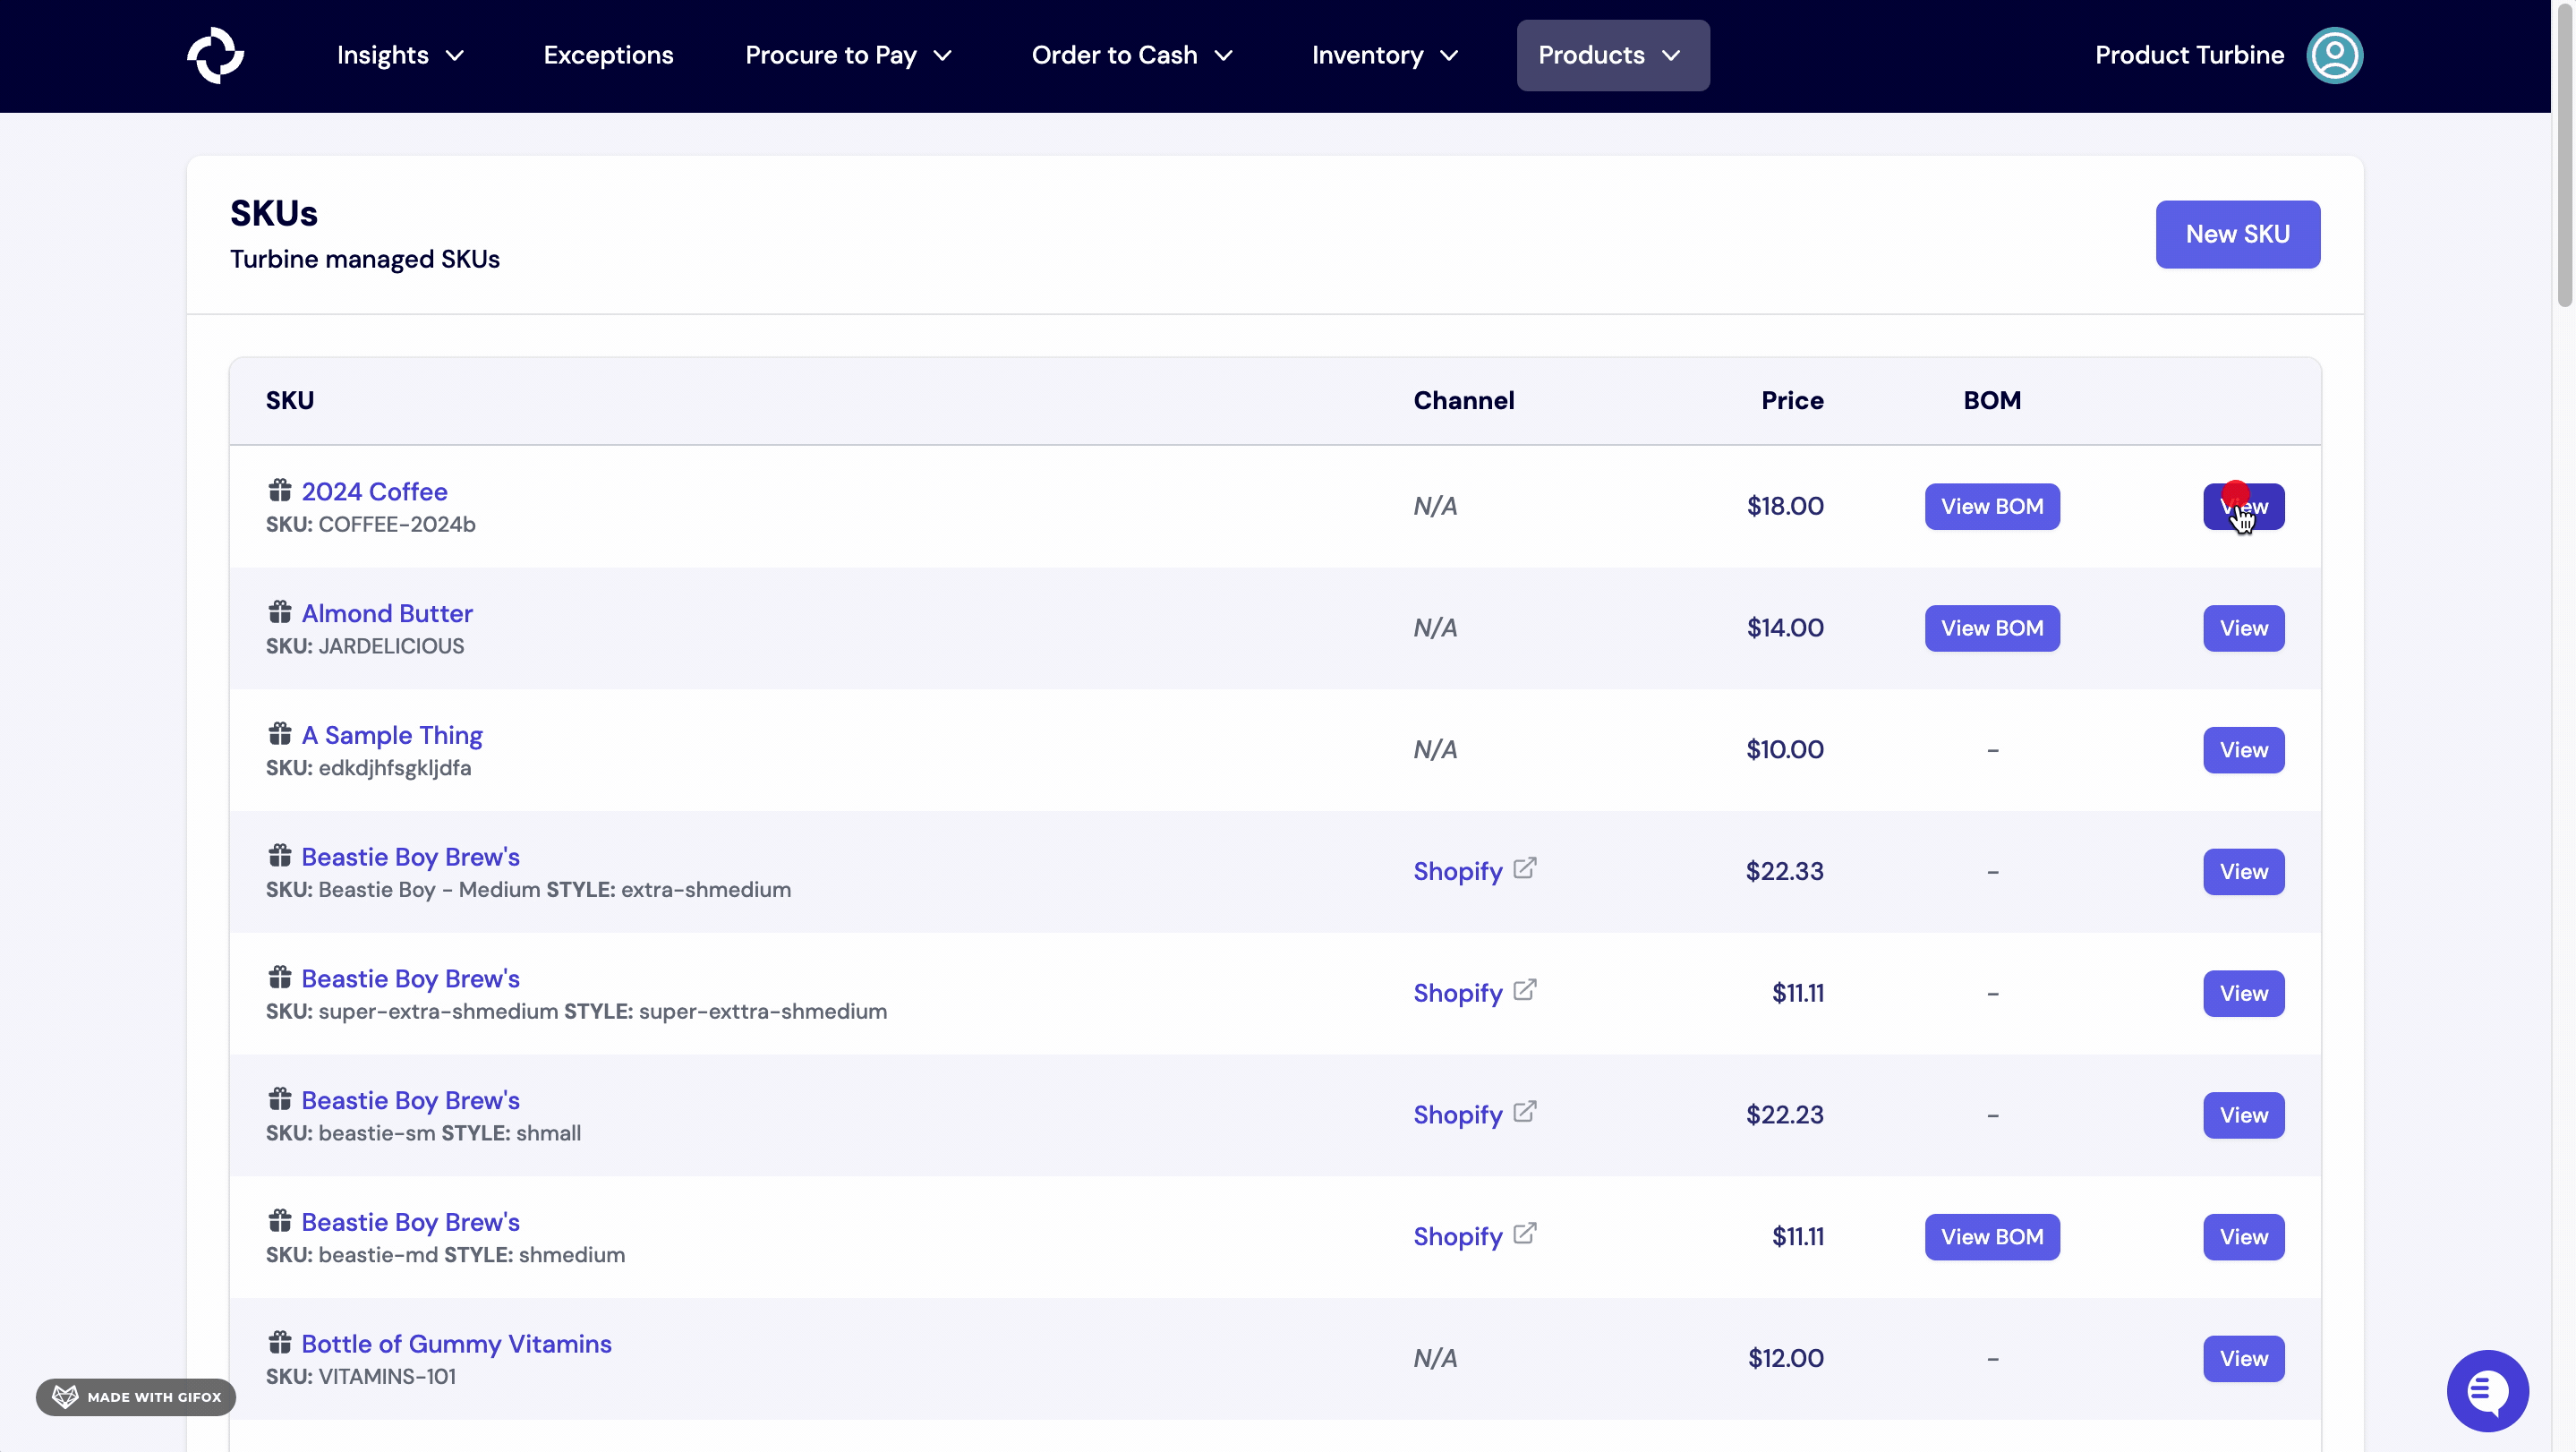 Insights Exceptions Procure to Pay Order to Cash Inventory Products Product Turbine
SKUs
Turbine managed SKUs
New SKU
SKU Channel Price BOM
2024 Coffee
SKU: COFFEE-2024b
N/A $18.00 View BOM View
Almond Butter
SKU: JARDELICIOUS
N/A $14.00 View BOM View
A Sample Thing
SKU: edkdjhfsgkljdfa
N/A $10.00 - View
Beastie Boy Brew's
SKU: Beastie Boy - Medium STYLE: extra-shmedium
Shopify $22.33 - View
Beastie Boy Brew's
SKU: super-extra-shmedium STYLE: super-exttra-shmedium
Shopify $11.11 - View
Beastie Boy Brew's
SKU: beastie-sm STYLE: shmall
Shopify $22.23 - View
Beastie Boy Brew's
SKU: beastie-md STYLE: shmedium
Shopify $11.11 View BOM View
Bottle of Gummy Vitamins
SKU: VITAMINS-101
N/A $12.00 - View
MADE WITH GIFOX